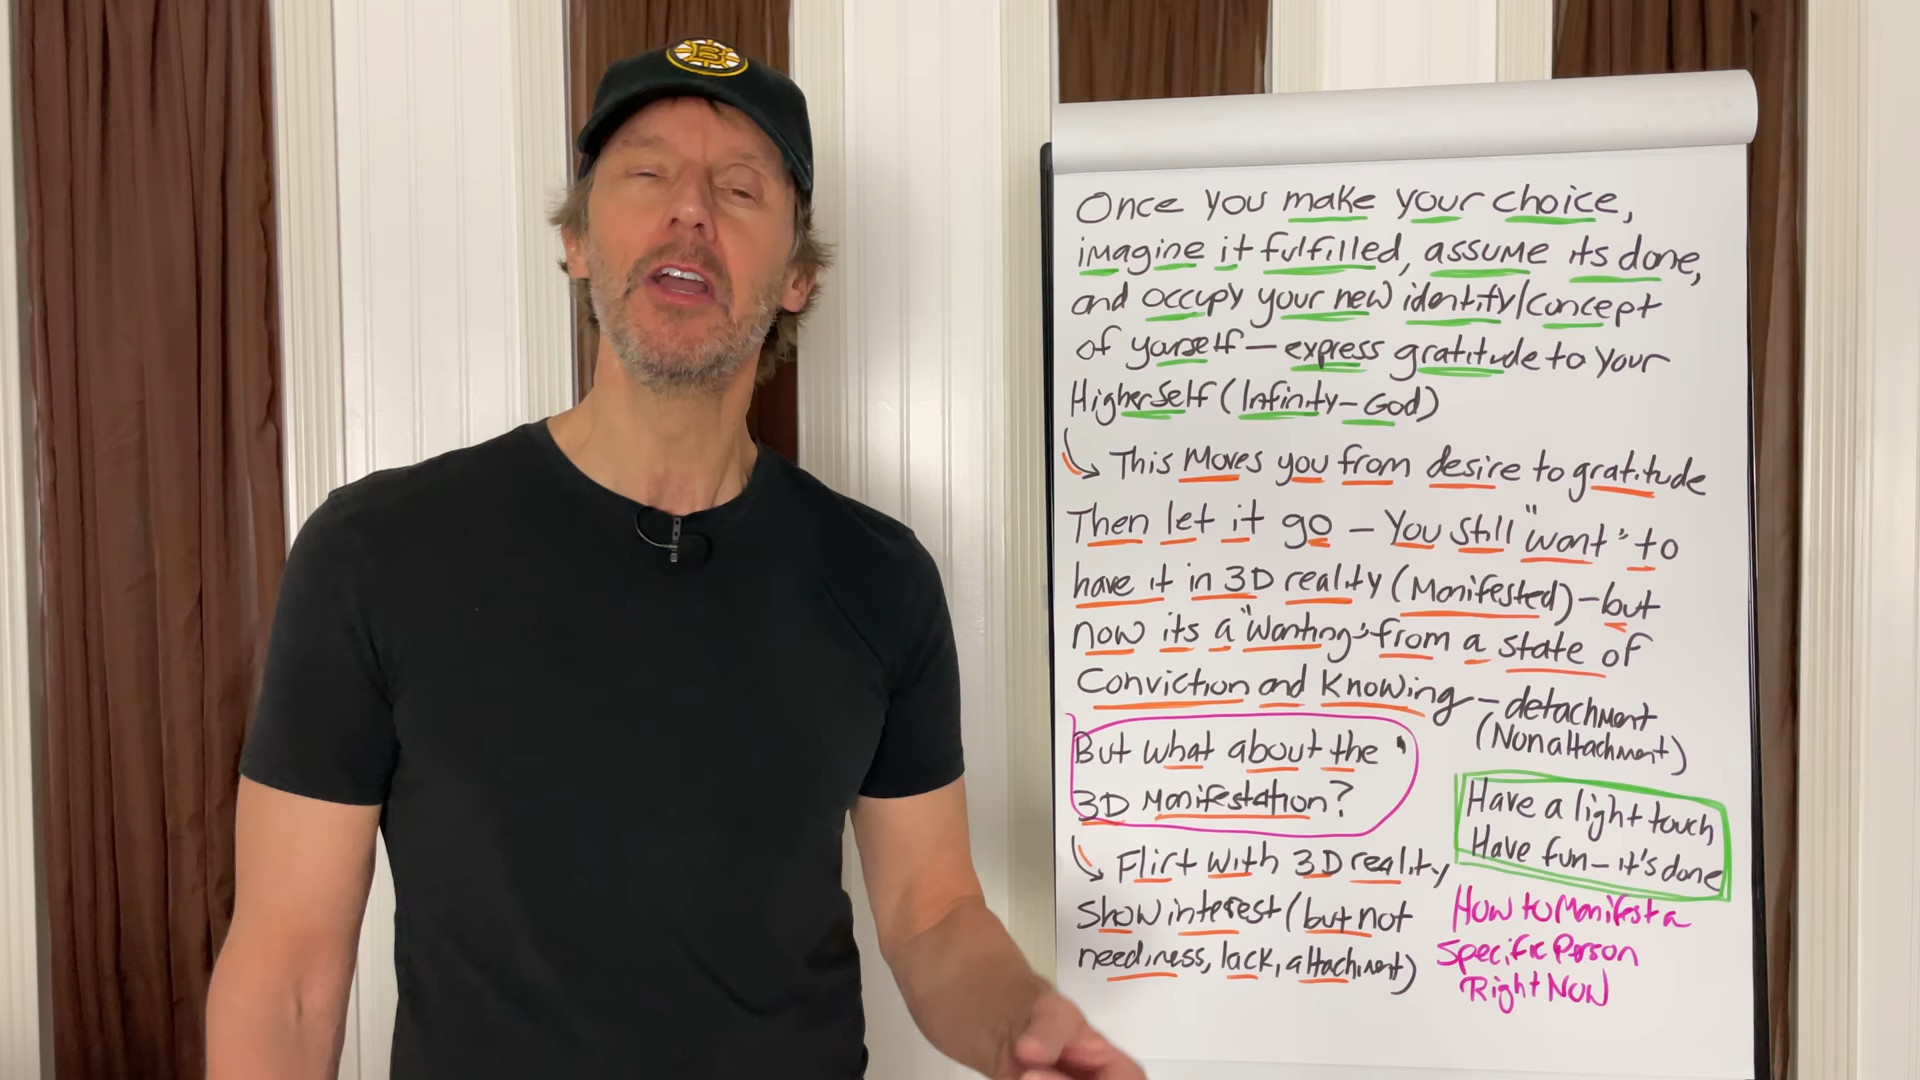 B
Once you make your choice,
imagine it fulfilled, assume its done,
and occupy your new identity/concept
of yourself – express gratitude to your
Higherself (Infinity – God)
This Moves you from desire to gratitude
Then let it go – You still "want" to
have it in 3D reality (Manifested) – but
now its a "Wanting" from a state of
Conviction and Knowing – detachment
(Nonattachment)
But what about the
3D Manifestation?
Have a light touch,
Have fun – it's done
Flirt with 3D reality,
Show interest (but not
neediness, lack, attachment)
How to Manifest a
Specific Person
Right Now